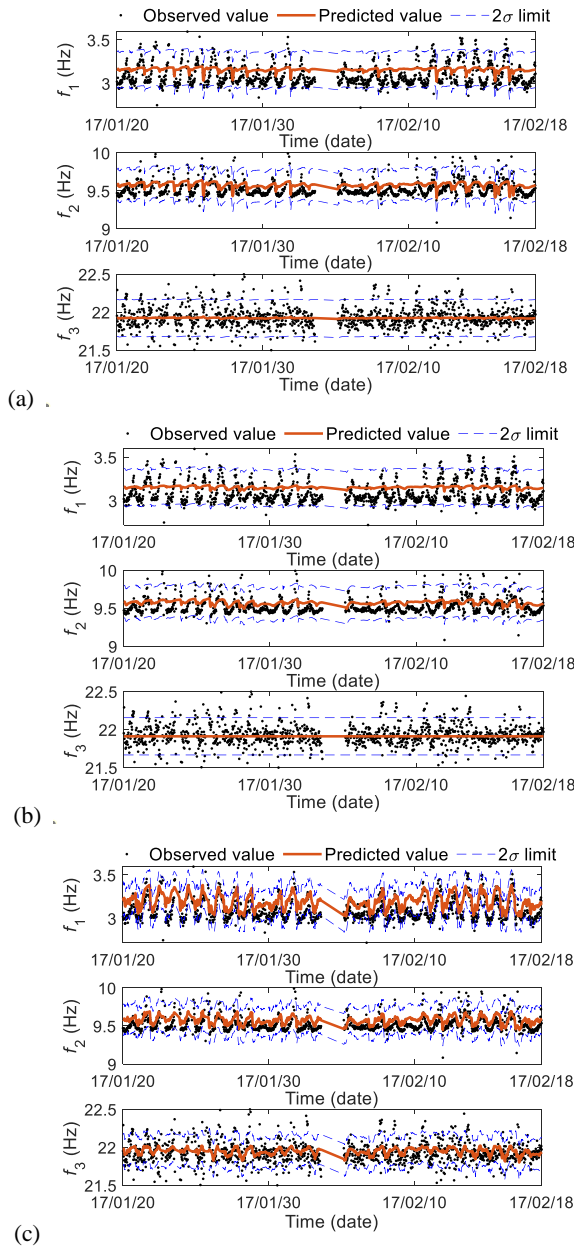 Observed value Predicted value 2σ limit
3.5
3
f1 (Hz)
17/01/20 17/01/30 17/02/10 17/02/18
Time (date)
10
9.5
9
f2 (Hz)
17/01/20 17/01/30 17/02/10 17/02/18
Time (date)
22.5
22
21.5
f3 (Hz)
17/01/20 17/01/30 17/02/10 17/02/18
Time (date)
(a)
Observed value Predicted value 2σ limit
3.5
3
f1 (Hz)
17/01/20 17/01/30 17/02/10 17/02/18
Time (date)
10
9.5
9
f2 (Hz)
17/01/20 17/01/30 17/02/10 17/02/18
Time (date)
22.5
22
21.5
f3 (Hz)
17/01/20 17/01/30 17/02/10 17/02/18
Time (date)
(b)
Observed value Predicted value 2σ limit
3.5
3
f1 (Hz)
17/01/20 17/01/30 17/02/10 17/02/18
Time (date)
10
9.5
9
f2 (Hz)
17/01/20 17/01/30 17/02/10 17/02/18
Time (date)
22.5
22
21.5
f3 (Hz)
17/01/20 17/01/30 17/02/10 17/02/18
Time (date)
(c)